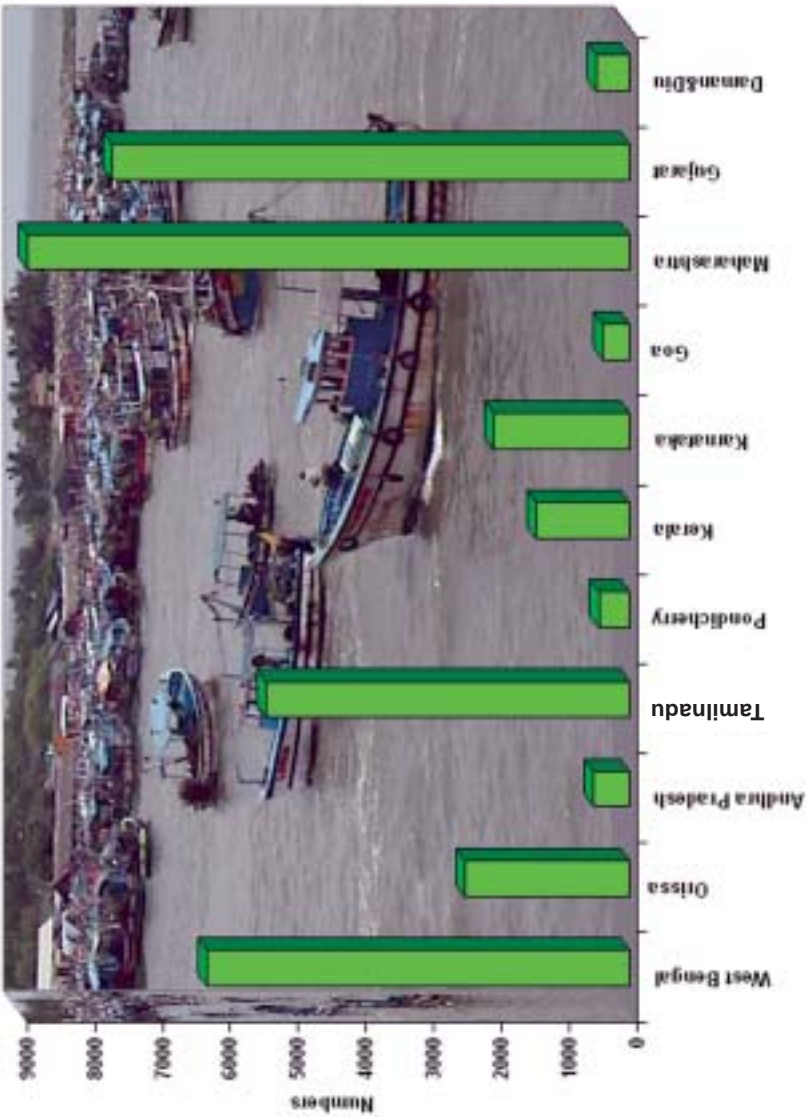 Numbers
9000
8000
7000
6000
5000
4000
3000
2000
1000
0
West Bengal
Orissa
Andhra Pradesh
Tamilnadu
Pondicherry
Kerala
Karnataka
Goa
Maharashtra
Gujarat
Daman&Diu